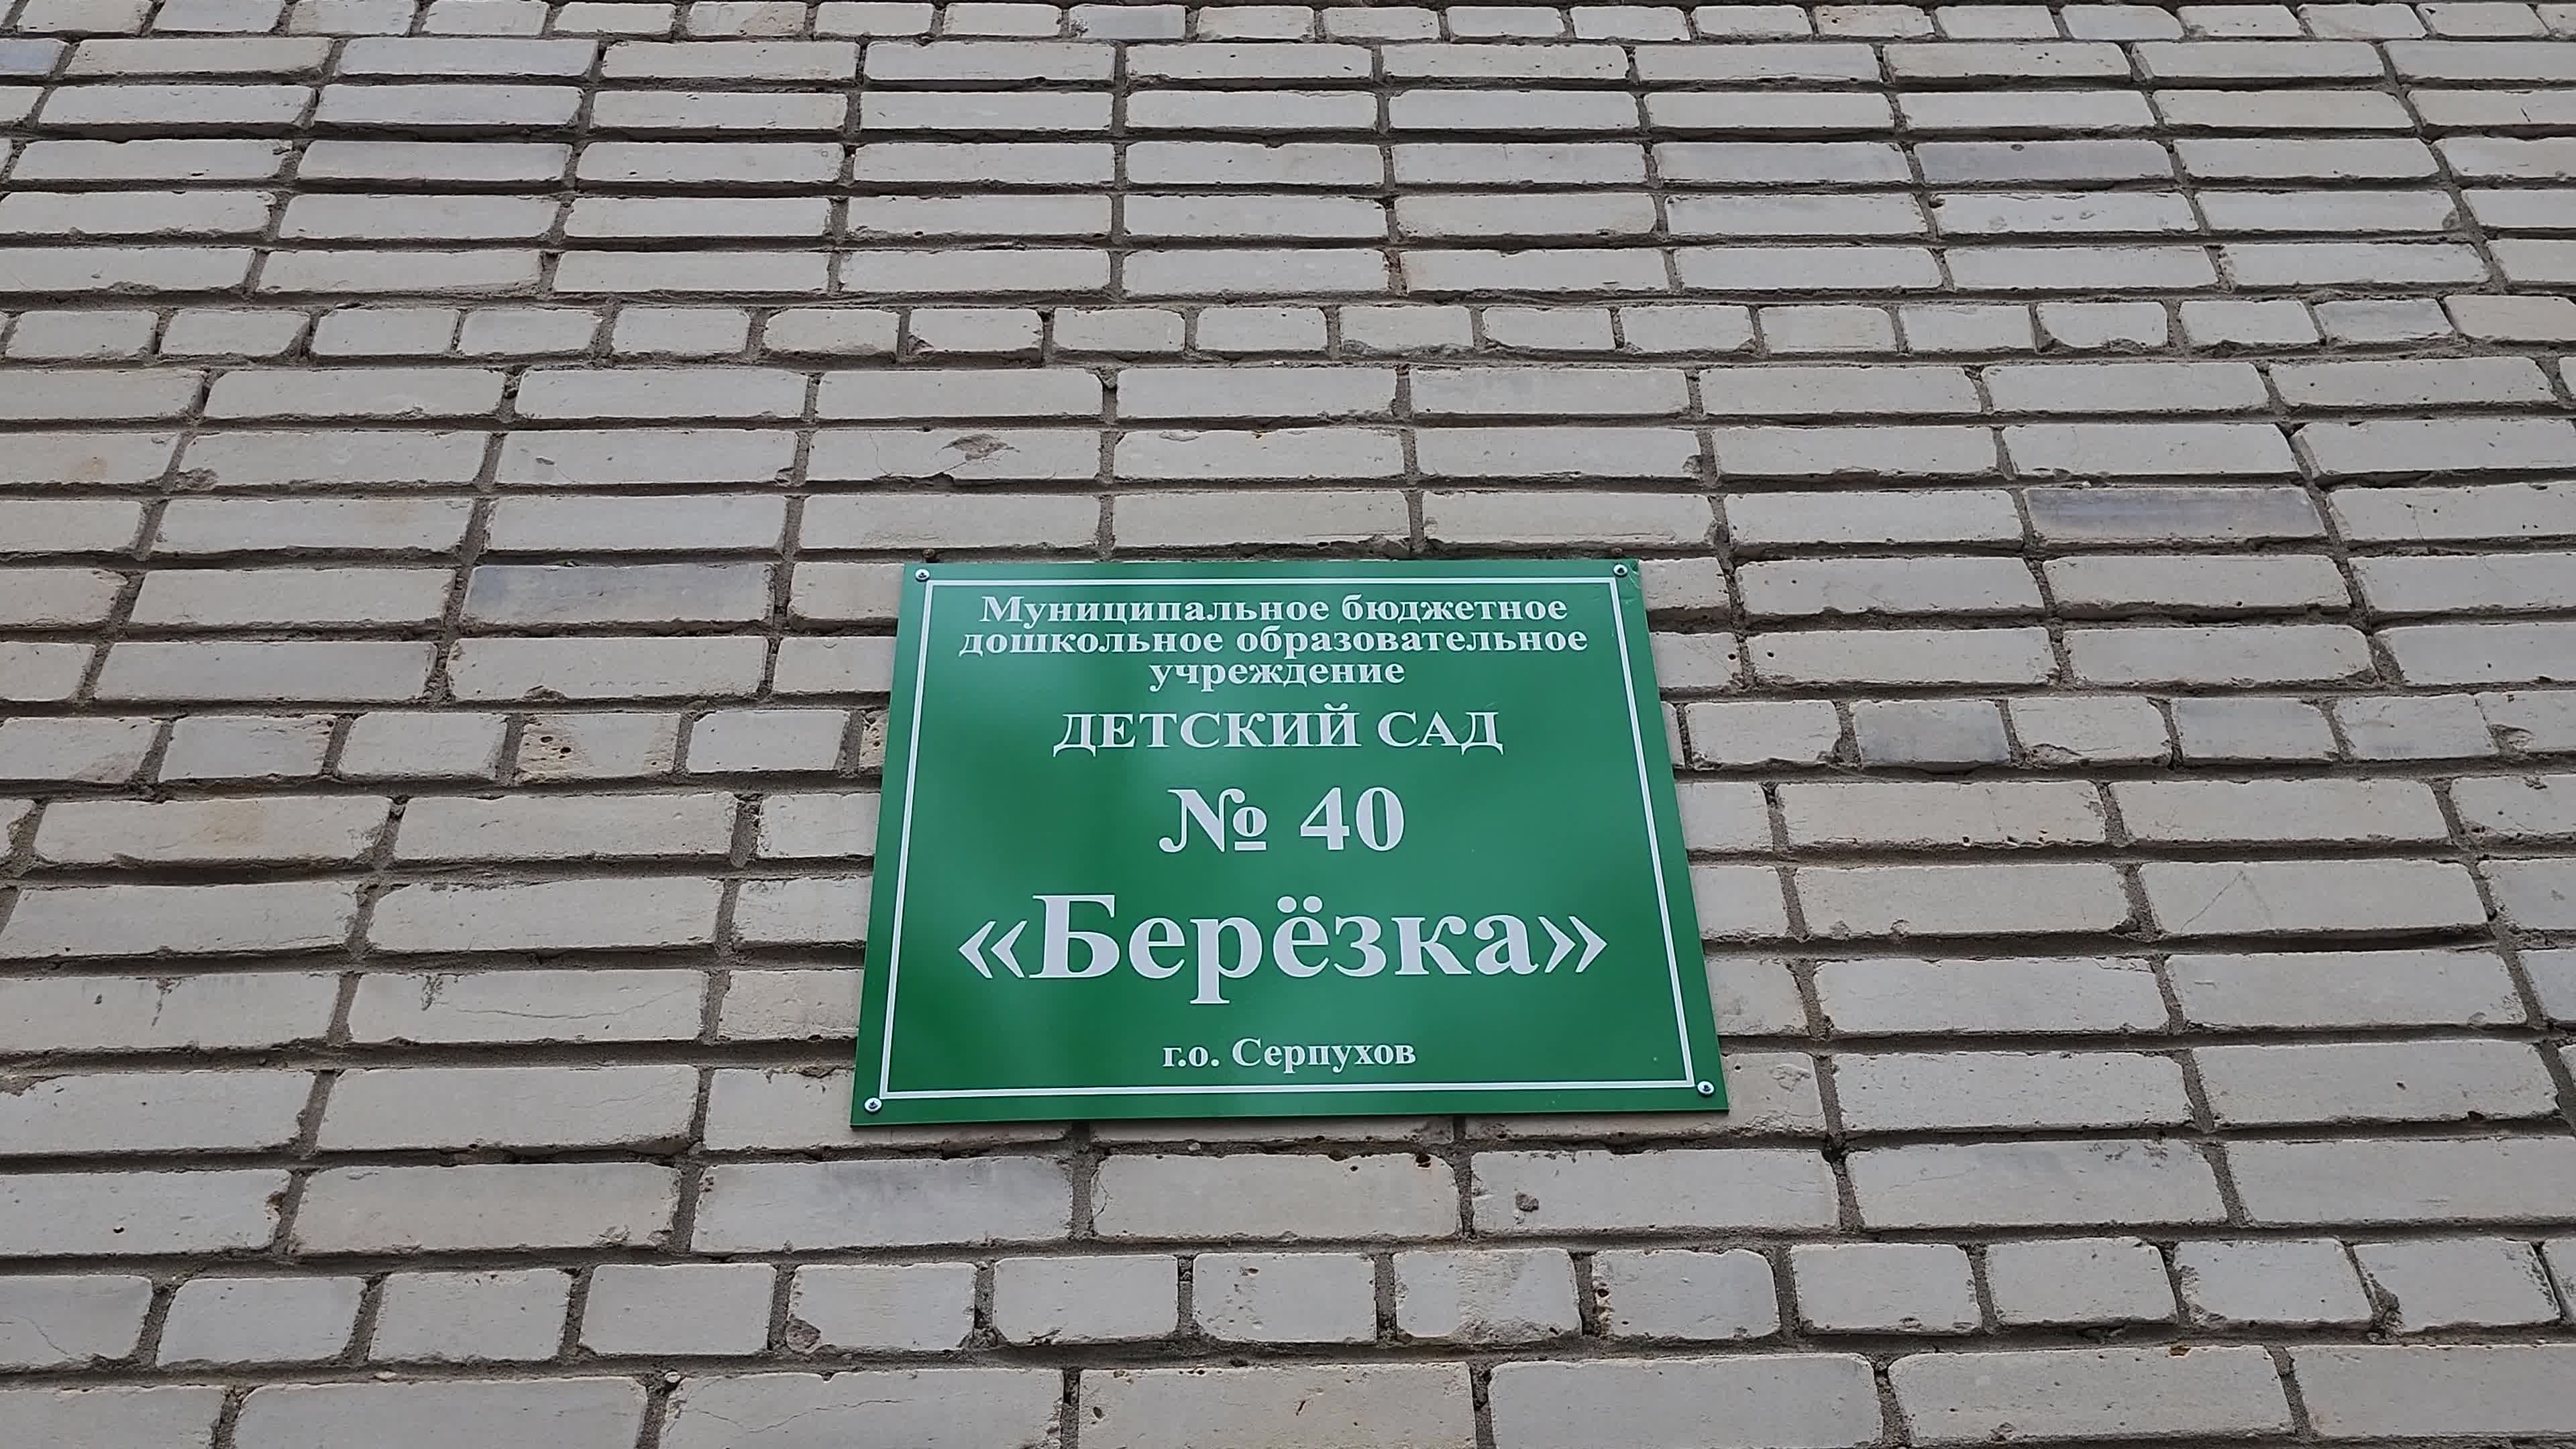 Муниципальное бюджетное
дошкольное образовательное
учреждение
ДЕТСКИЙ САД
№ 40
«Берёзка»
г.о. Серпухов